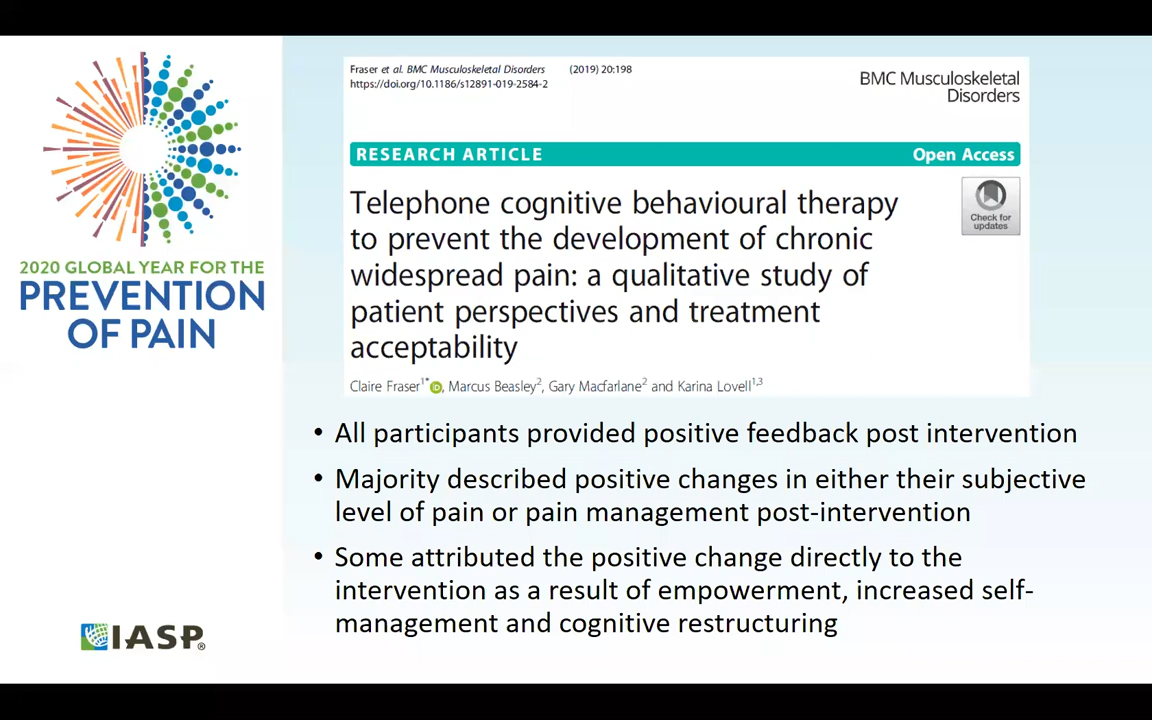 2020 GLOBAL YEAR FOR THE
PREVENTION
OF PAIN
IASP®
Fraser et al. BMC Musculoskeletal Disorders (2019) 20:198
https://doi.org/10.1186/s12891-019-2584-2
BMC Musculoskeletal
Disorders
RESEARCH ARTICLE
Open Access
Check for
updates
Telephone cognitive behavioural therapy
to prevent the development of chronic
widespread pain: a qualitative study of
patient perspectives and treatment
acceptability
Claire Fraser1* iD, Marcus Beasley2, Gary Macfarlane2 and Karina Lovell1,3
• All participants provided positive feedback post intervention
• Majority described positive changes in either their subjective
level of pain or pain management post-intervention
• Some attributed the positive change directly to the
intervention as a result of empowerment, increased self-
management and cognitive restructuring